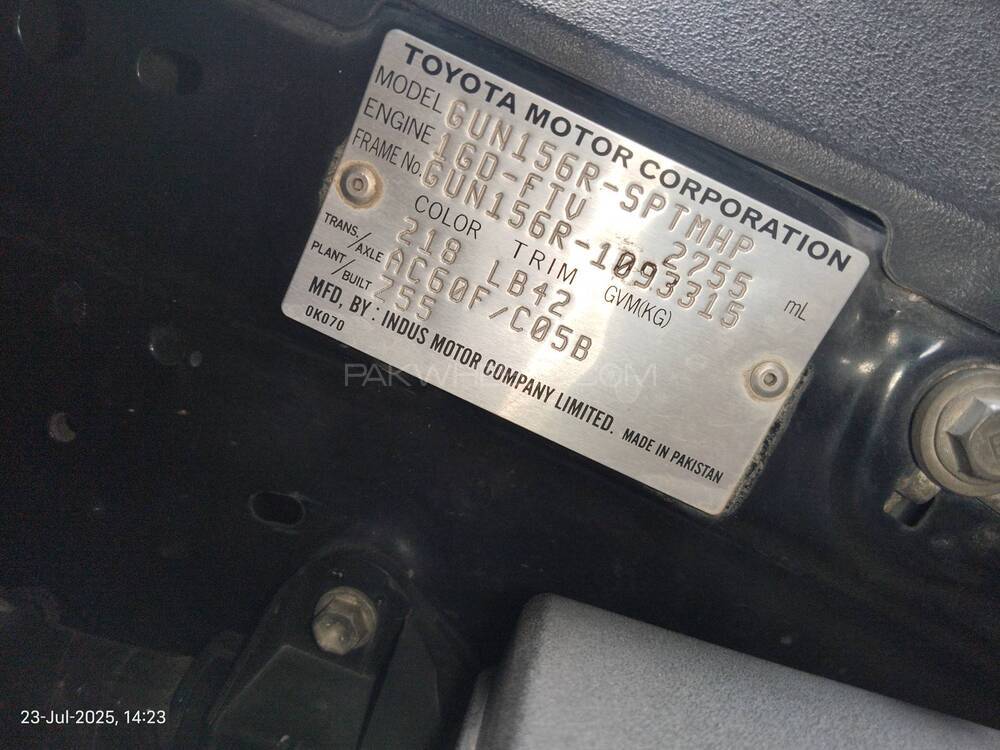 TOYOTA MOTOR CORPORATION
MODEL GUN156R-SPTMHP
ENGINE 1GD-FTV 2755 mL
FRAME No. GUN156R-1093315
COLOR TRIM GVM(KG)
218 LB42
TRANS./AXLE AC60F/C05B
PLANT/BUILT Z55
MFD. BY: INDUS MOTOR COMPANY LIMITED. MADE IN PAKISTAN
0K070
PAKWHEELS.COM
23-Jul-2025, 14:23